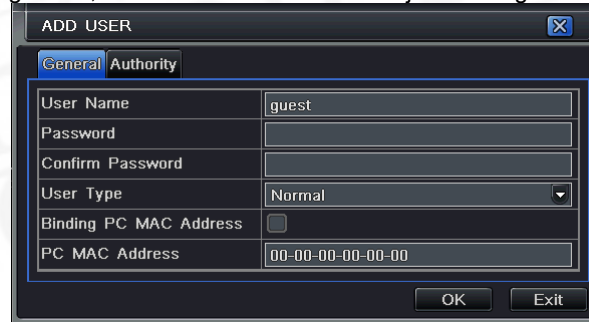 ADD USER
General Authority
User Name guest
Password
Confirm Password
User Type Normal
Binding PC MAC Address
PC MAC Address 00-00-00-00-00-00
OK Exit